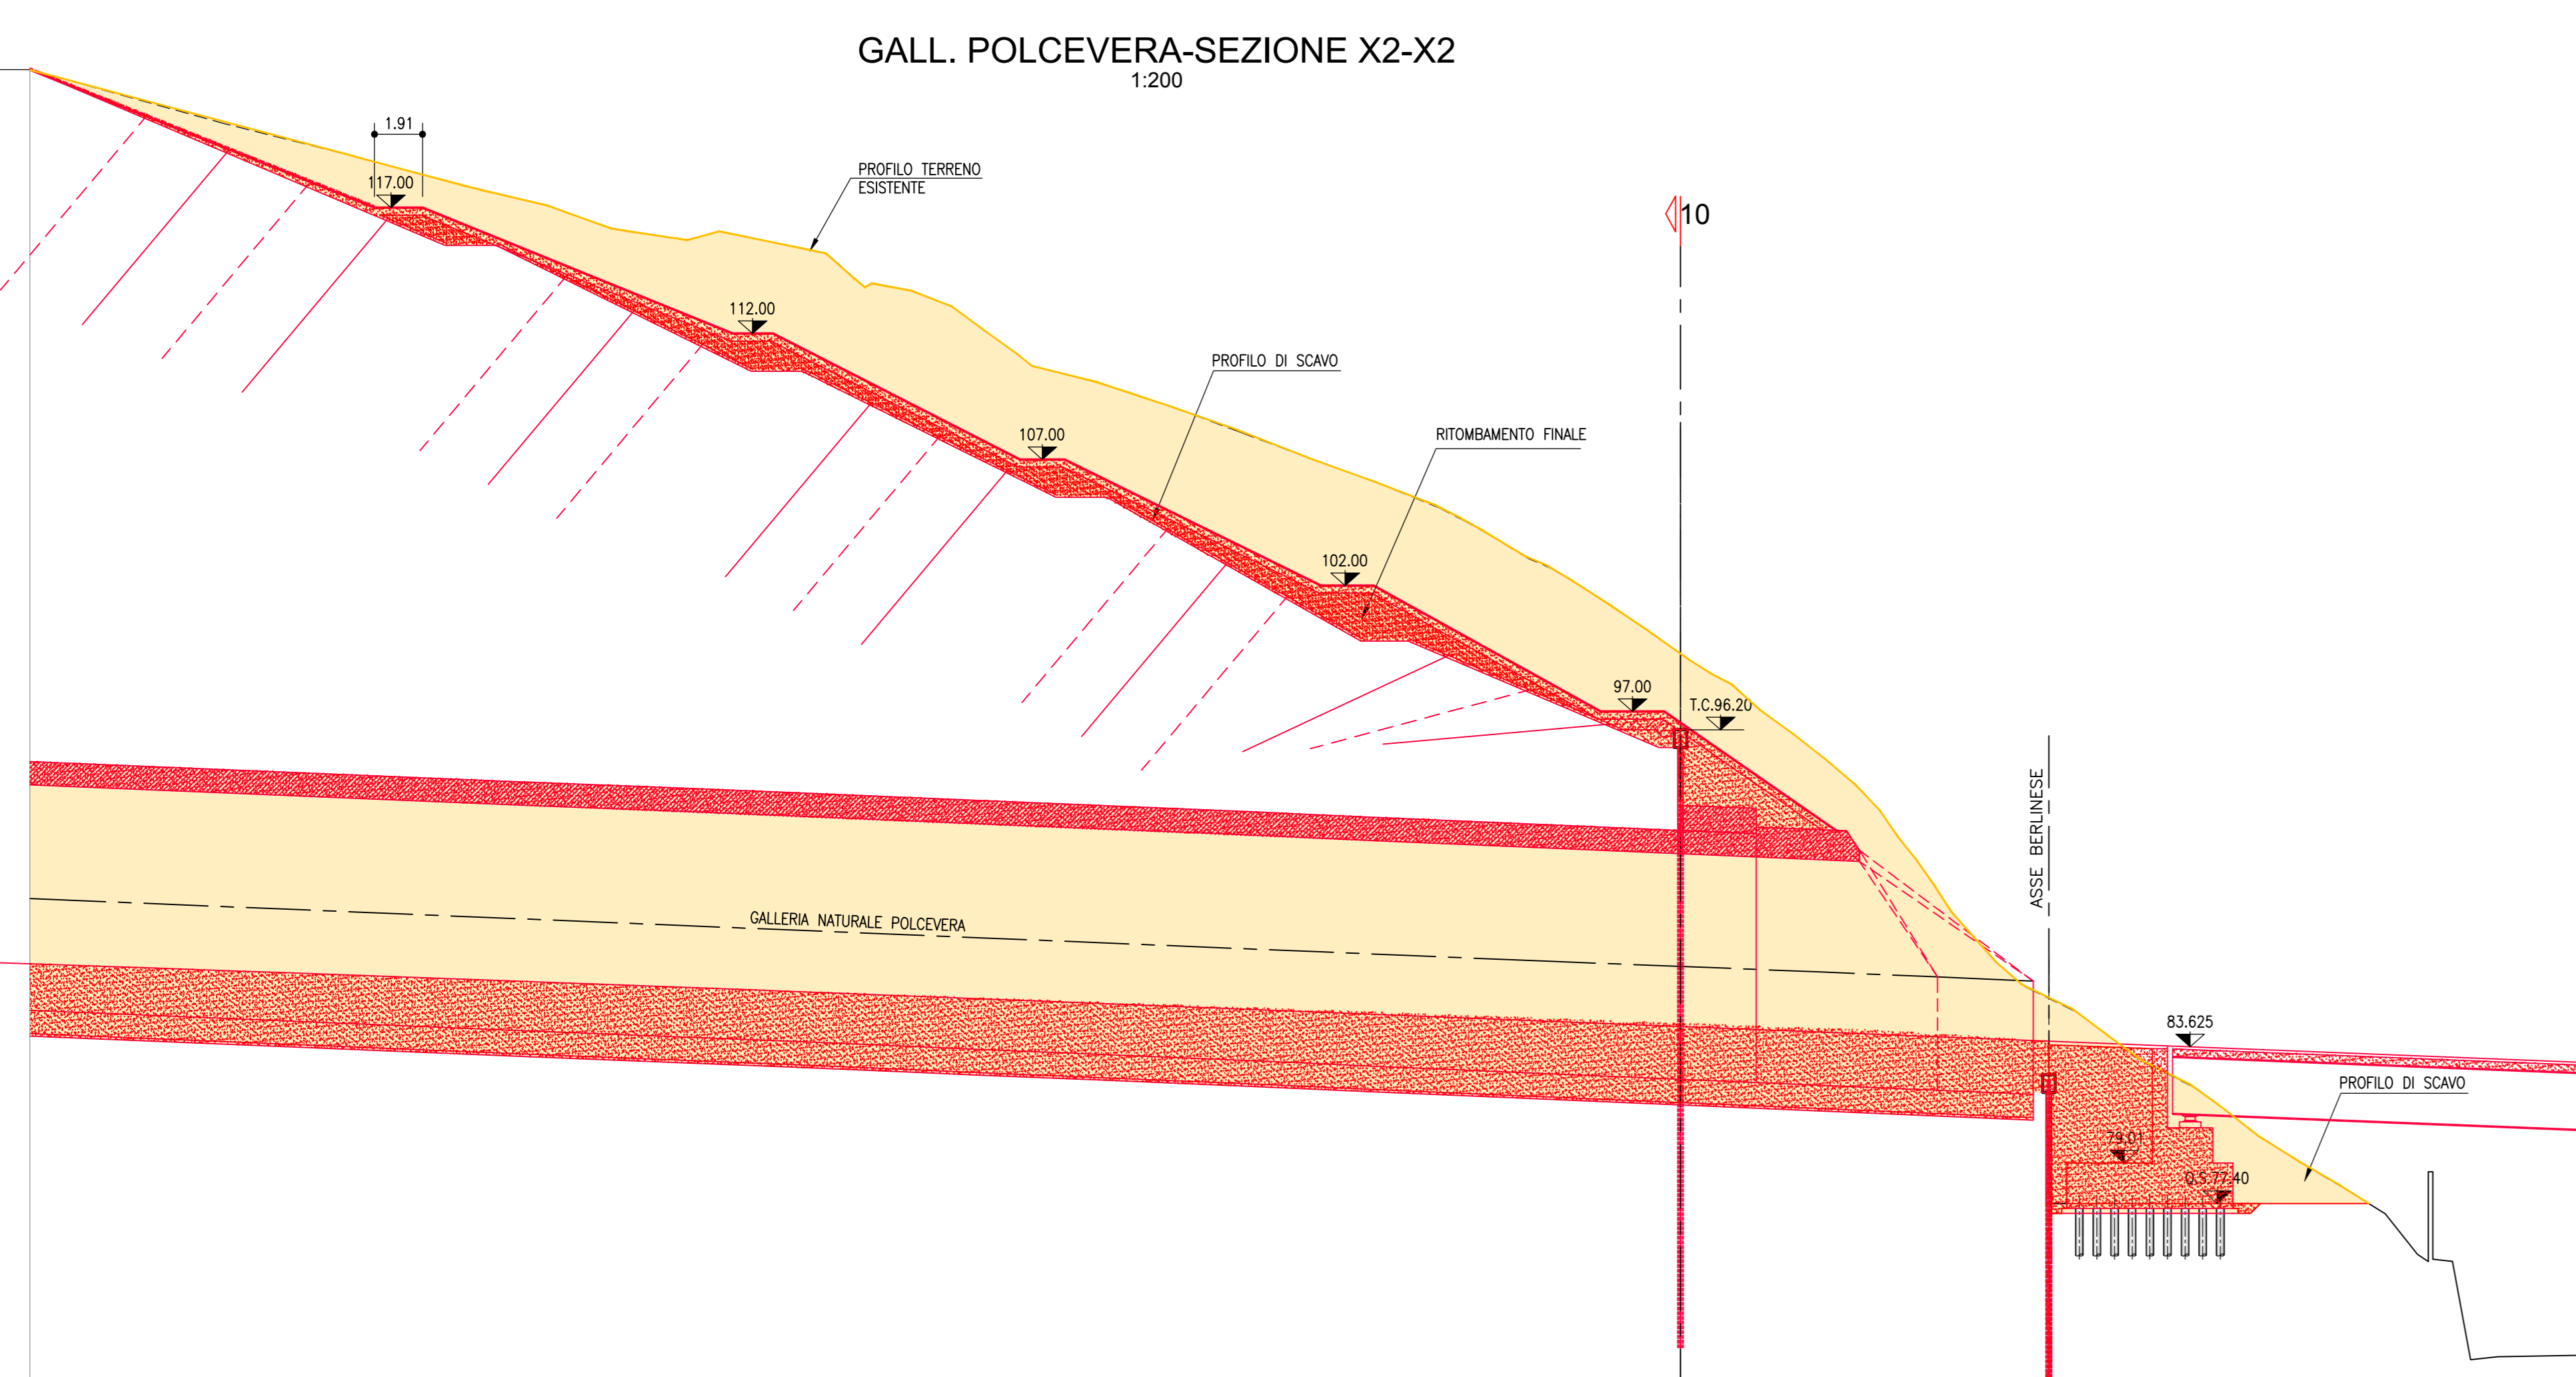 GALL. POLCEVERA-SEZIONE X2-X2
1:200
1.91
117.00
PROFILO TERRENO
ESISTENTE
10
112.00
PROFILO DI SCAVO
107.00
RITOMBAMENTO FINALE
102.00
97.00
T.C.96.20
ASSE BERLINESE
GALLERIA NATURALE POLCEVERA
83.625
PROFILO DI SCAVO
79.01
Q.S.77.40